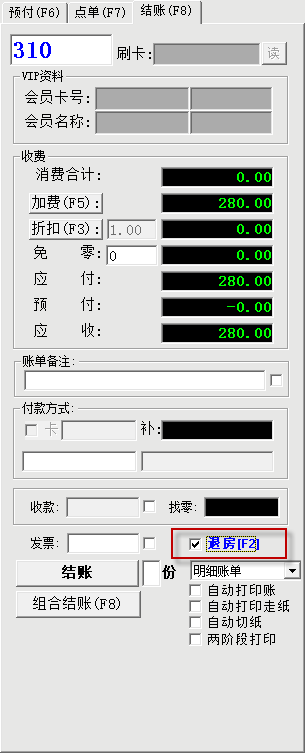 预付(F6) 点单(F7) 结账(F8)
310 刷卡: 读
VIP资料
会员卡号:
会员名称:
收费
消费合计: 0.00
加费(F5): 280.00
折扣(F3): 1.00 0.00
免 零: 0 0.00
应 付: 280.00
预 付: -0.00
应 收: 280.00
账单备注:
付款方式:
卡 补:
收款: 找零:
发票: 退房[F2]
结账 份 明细账单
组合结账(F8) 自动打印账
自动打印走纸
自动切纸
两阶段打印